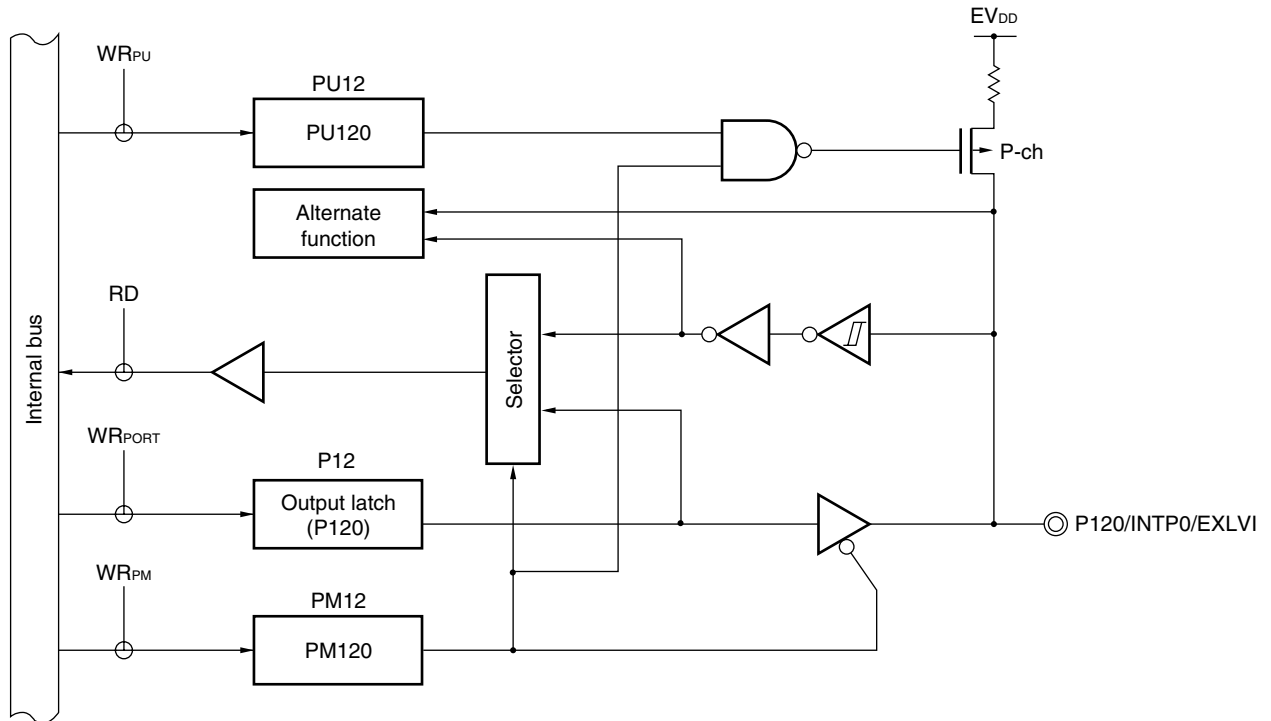 EVDD
WRPU
PU12
PU120
P-ch
Alternate
function
RD
Selector
Internal bus
WRPORT
P12
Output latch
(P120)
P120/INTP0/EXLVI
WRPM
PM12
PM120